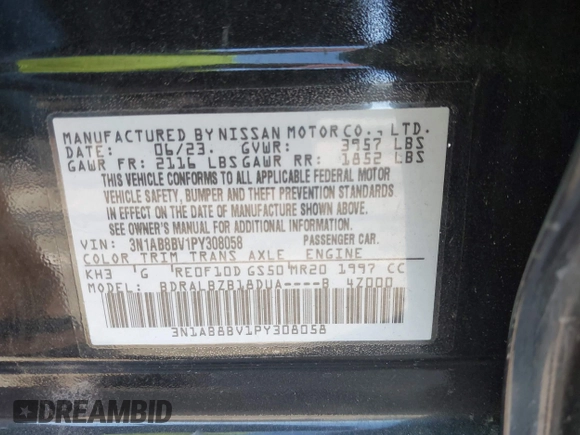 MANUFACTURED BY NISSAN MOTOR CO., LTD.
DATE: 06/23. GVWR: 3957 LBS
GAWR FR: 2116 LBS GAWR RR: 1852 LBS
THIS VEHICLE CONFORMS TO ALL APPLICABLE FEDERAL MOTOR
VEHICLE SAFETY, BUMPER AND THEFT PREVENTION STANDARDS
IN EFFECT ON THE DATE OF MANUFACTURE SHOWN ABOVE.
SEE OWNER'S MANUAL FOR ADDITIONAL INFORMATION.
VIN: 3N1AB8BV1PY308058 PASSENGER CAR.
COLOR TRIM TRANS AXLE ENGINE
KH3 G RE0F10D GS50 MR20 1997 CC
MODEL: BDRALBZB18DUA----B 4Z000
3N1AB8BV1PY308058
DREAMBID